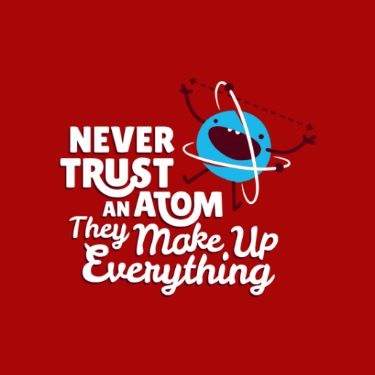 NEVER
TRUST
AN ATOM
They Make Up
Everything